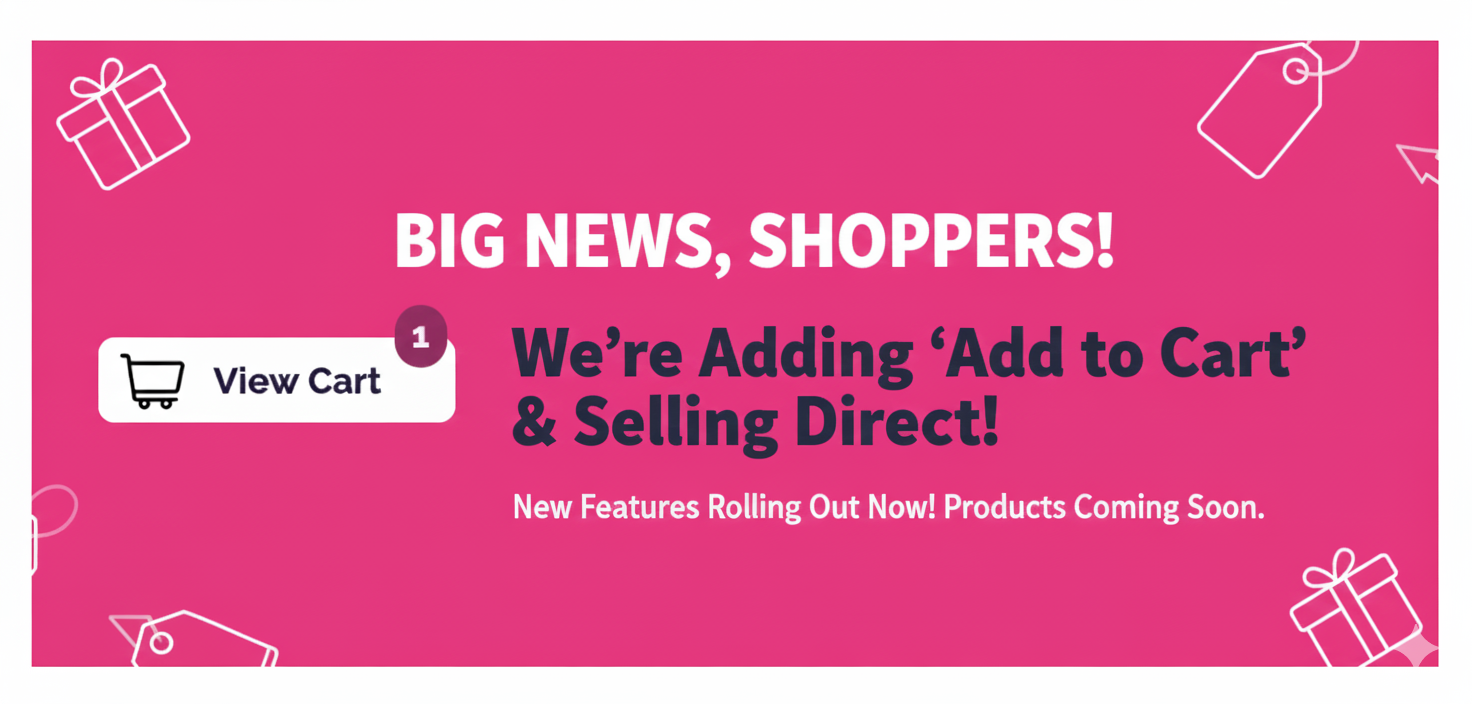 BIG NEWS, SHOPPERS!
1
View Cart
We’re Adding ‘Add to Cart’
& Selling Direct!
New Features Rolling Out Now! Products Coming Soon.